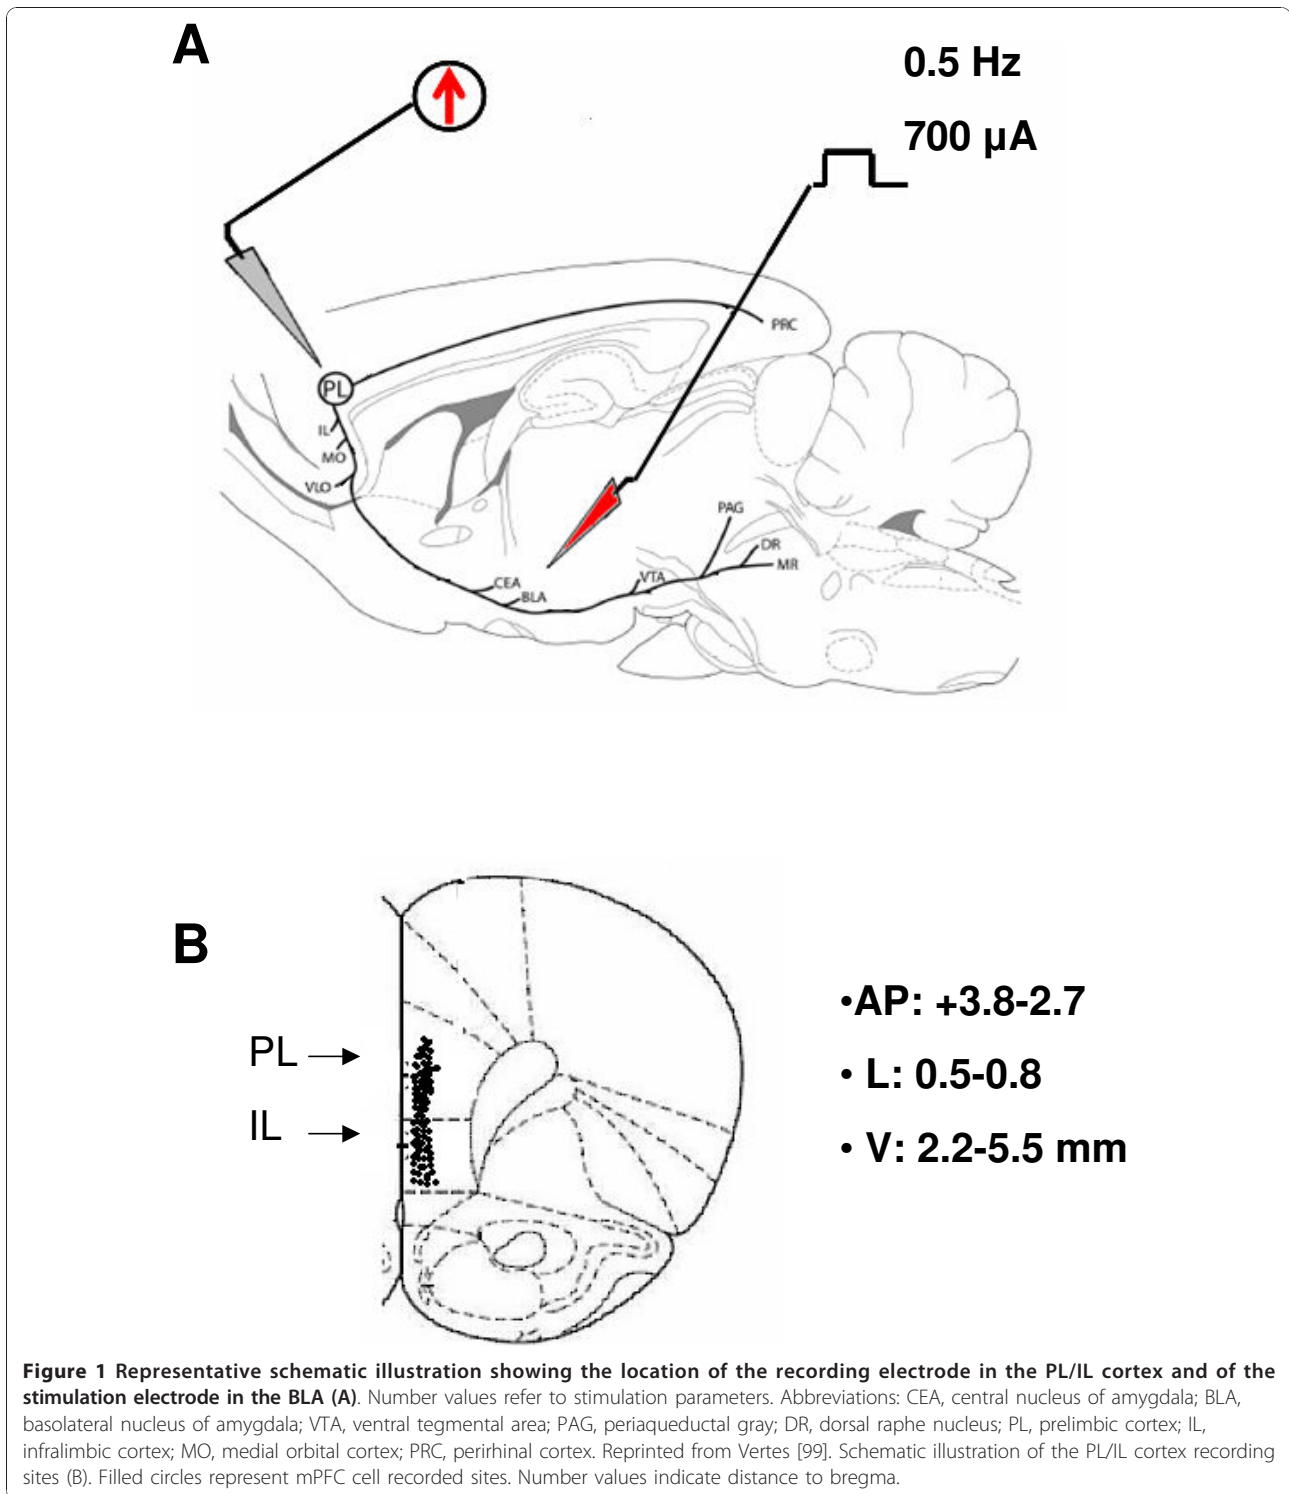 A
0.5 Hz
700 µA
PRC
PL
IL
MO
VLO
PAG
DR
MR
VTA
CEA
BLA
B
PL
IL
•AP: +3.8-2.7
• L: 0.5-0.8
• V: 2.2-5.5 mm
Figure 1 Representative schematic illustration showing the location of the recording electrode in the PL/IL cortex and of the
stimulation electrode in the BLA (A). Number values refer to stimulation parameters. Abbreviations: CEA, central nucleus of amygdala; BLA,
basolateral nucleus of amygdala; VTA, ventral tegmental area; PAG, periaqueductal gray; DR, dorsal raphe nucleus; PL, prelimbic cortex; IL,
infralimbic cortex; MO, medial orbital cortex; PRC, perirhinal cortex. Reprinted from Vertes [99]. Schematic illustration of the PL/IL cortex recording
sites (B). Filled circles represent mPFC cell recorded sites. Number values indicate distance to bregma.